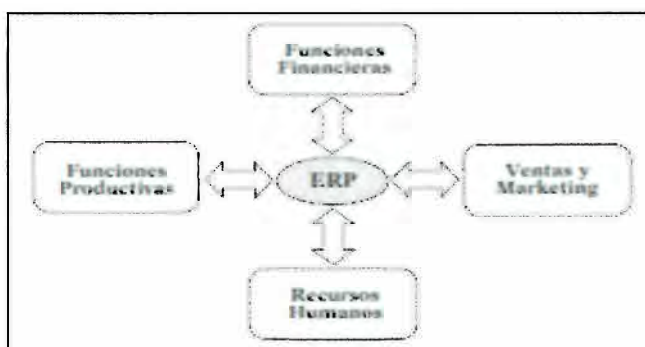 Funciones
Financieras
Funciones
Productivas
ERP
Ventas y
Marketing
Recursos
Humanos